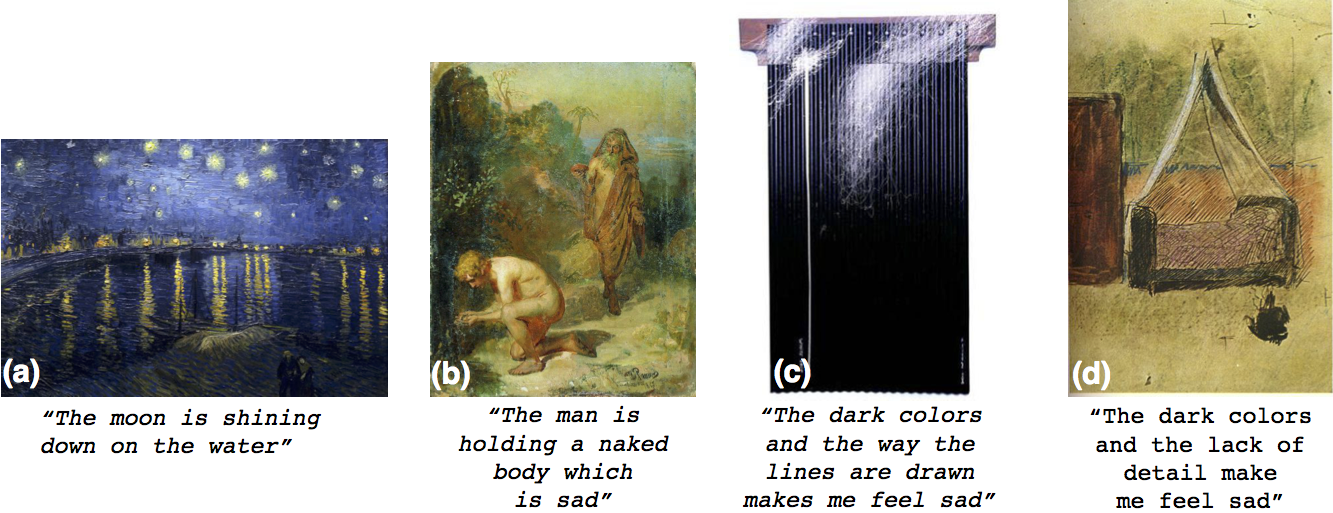 (a)
“The moon is shining
down on the water”
(b)
“The man is
holding a naked
body which
is sad”
(c)
“The dark colors
and the way the
lines are drawn
makes me feel sad”
(d)
“The dark colors
and the lack of
detail make
me feel sad”